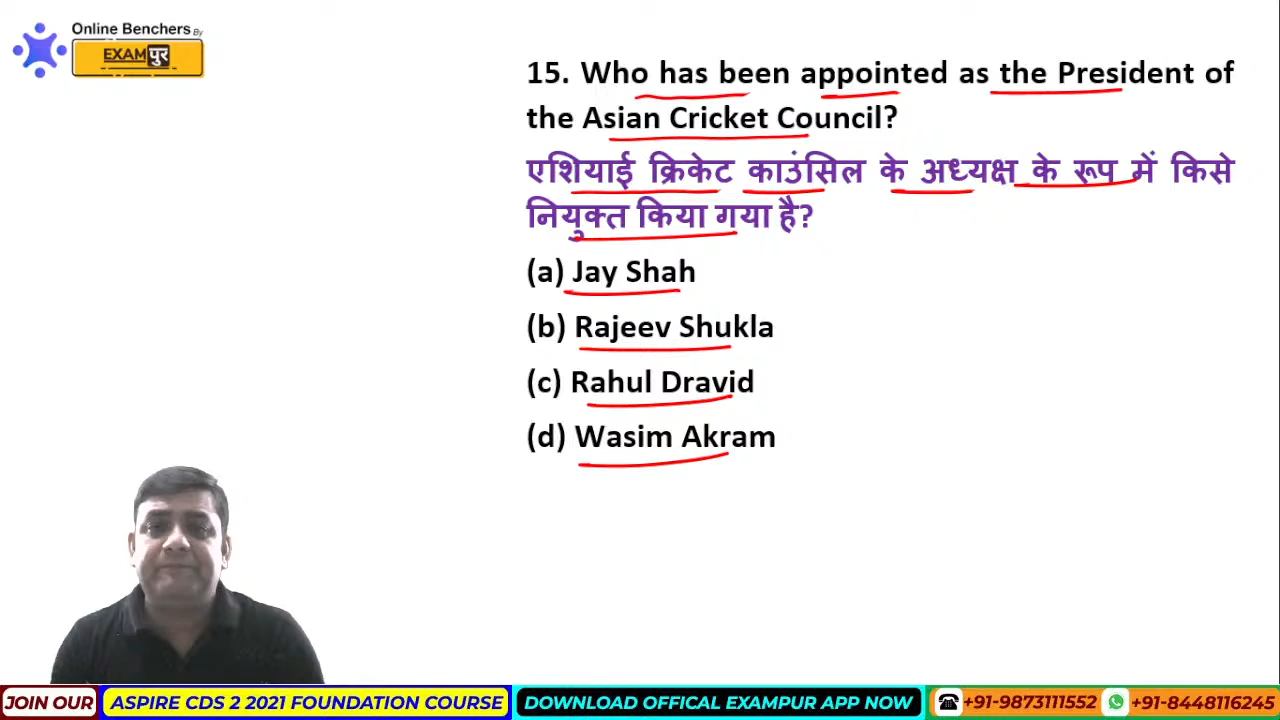 Online Benchers By
EXAMपुर
15. Who has been appointed as the President of
the Asian Cricket Council?
एशियाई क्रिकेट काउंसिल के अध्यक्ष के रूप में किसे
नियुक्त किया गया है?
(a) Jay Shah
(b) Rajeev Shukla
(c) Rahul Dravid
(d) Wasim Akram
JOIN OUR ASPIRE CDS 2 2021 FOUNDATION COURSE DOWNLOAD OFFICAL EXAMPUR APP NOW +91-9873111552 +91-8448116245